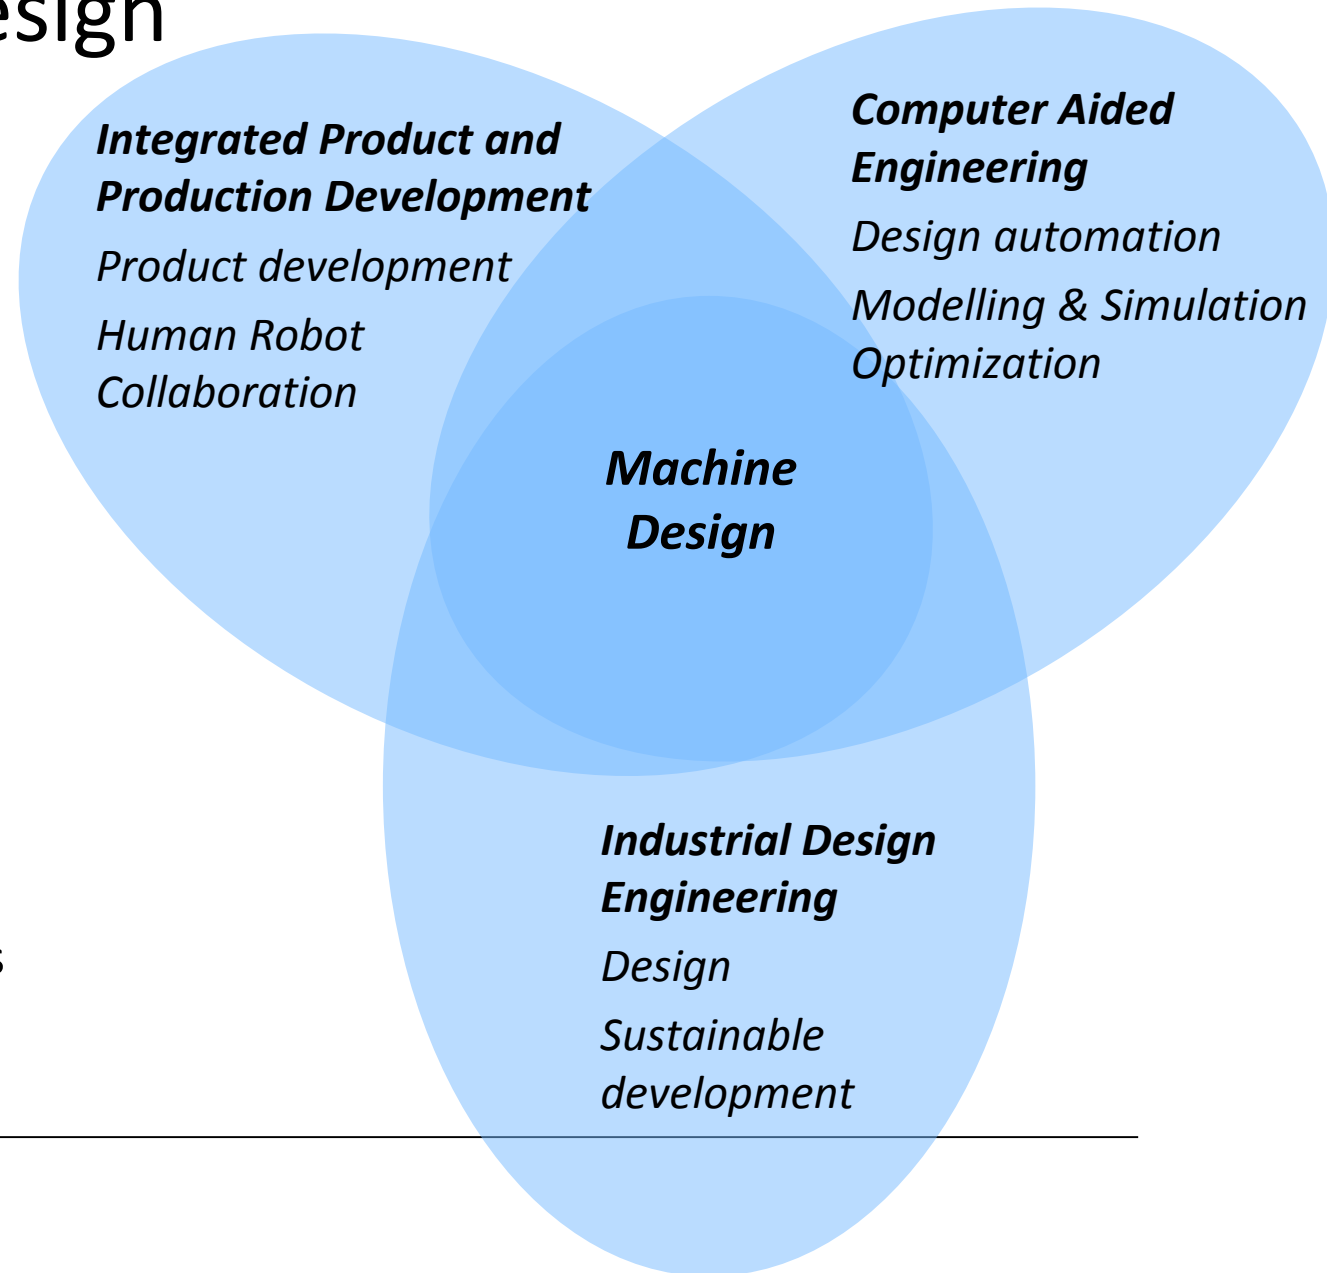 esign
Integrated Product and
Production Development
Product development
Human Robot
Collaboration
Computer Aided
Engineering
Design automation
Modelling & Simulation
Optimization
Machine
Design
Industrial Design
Engineering
Design
Sustainable
development
s